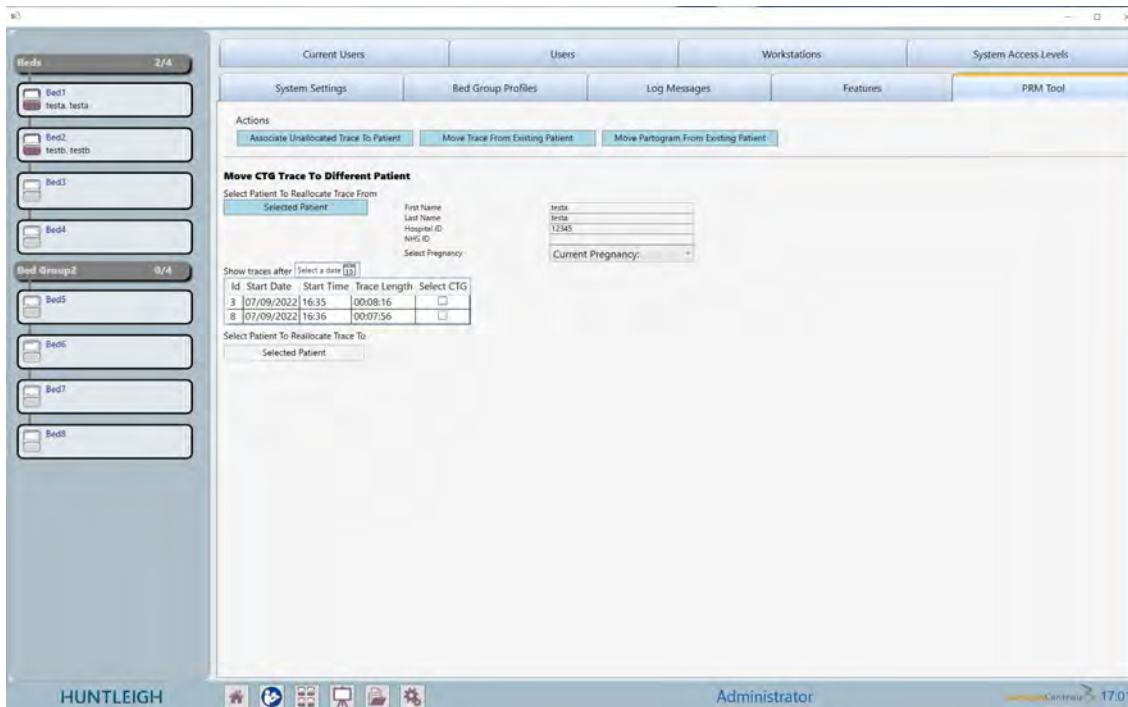 Beds 2/4
Bed1
testa, testa
Bed2
testb, testb
Bed3
Bed4
Bed Group2 0/4
Bed5
Bed6
Bed7
Bed8
Current Users Users Workstations System Access Levels
System Settings Bed Group Profiles Log Messages Features PRM Tool
Actions
Associate Unallocated Trace To Patient Move Trace From Existing Patient Move Partogram From Existing Patient
Move CTG Trace To Different Patient
Select Patient To Reallocate Trace From
Selected Patient
First Name testa
Last Name testa
Hospital ID 12345
NHS ID
Select Pregnancy Current Pregnancy:
Show traces after Select a date 15
Id Start Date Start Time Trace Length Select CTG
3 07/09/2022 16:35 00:08:16
8 07/09/2022 16:36 00:07:56
Select Patient To Reallocate Trace To
Selected Patient
HUNTLEIGH Administrator 17.01